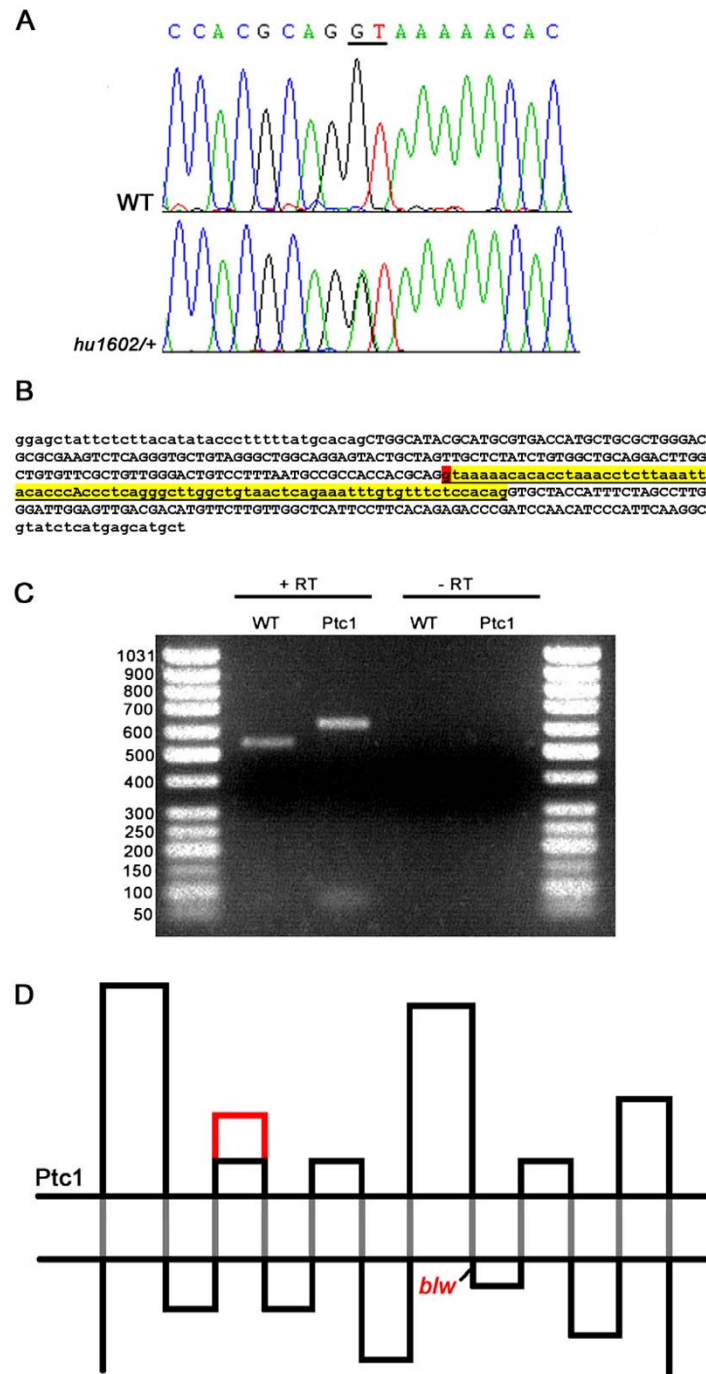 A
C C A C G C A G G T A A A A A C A C
WT
hu1602/+
B
ggagctattctcttacatataccctttttatgcacagCTGGCATACGCATGCGTGACCATGCTGCGCTGGGAC
GCGCGAAGTCTCAGGGTGCTGTAGGGCTGGCAGGAGTACTGCTAGTTGCTCTATCTGTGGCTGCAGGACTTGG
CTGTGTTCGCTGTTGGGACTGTCCTTTAATGCCGCCACCACGCAGgtaaaaacacacctaaacctcttaaatt
acacccAccctcagggcttggctgtaactcagaaatttgtgtttctccacagGTGCTACCATTTCTAGCCTTG
GGATTGGAGTTGACGACATGTTCTTGTTGGCTCATTCCTTCACAGAGACCCGATCCAACATCCCATTCAAGGC
gtatctcatgagcatgct
C
+ RT - RT
WT Ptc1 WT Ptc1
1031
900
800
700
600
500
400
300
250
200
150
100
50
D
Ptc1
blw